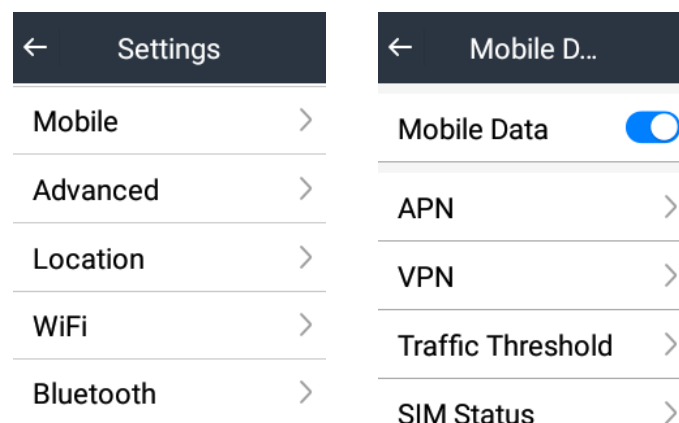 Settings
Mobile
Advanced
Location
WiFi
Bluetooth
Mobile D...
Mobile Data
APN
VPN
Traffic Threshold
SIM Status